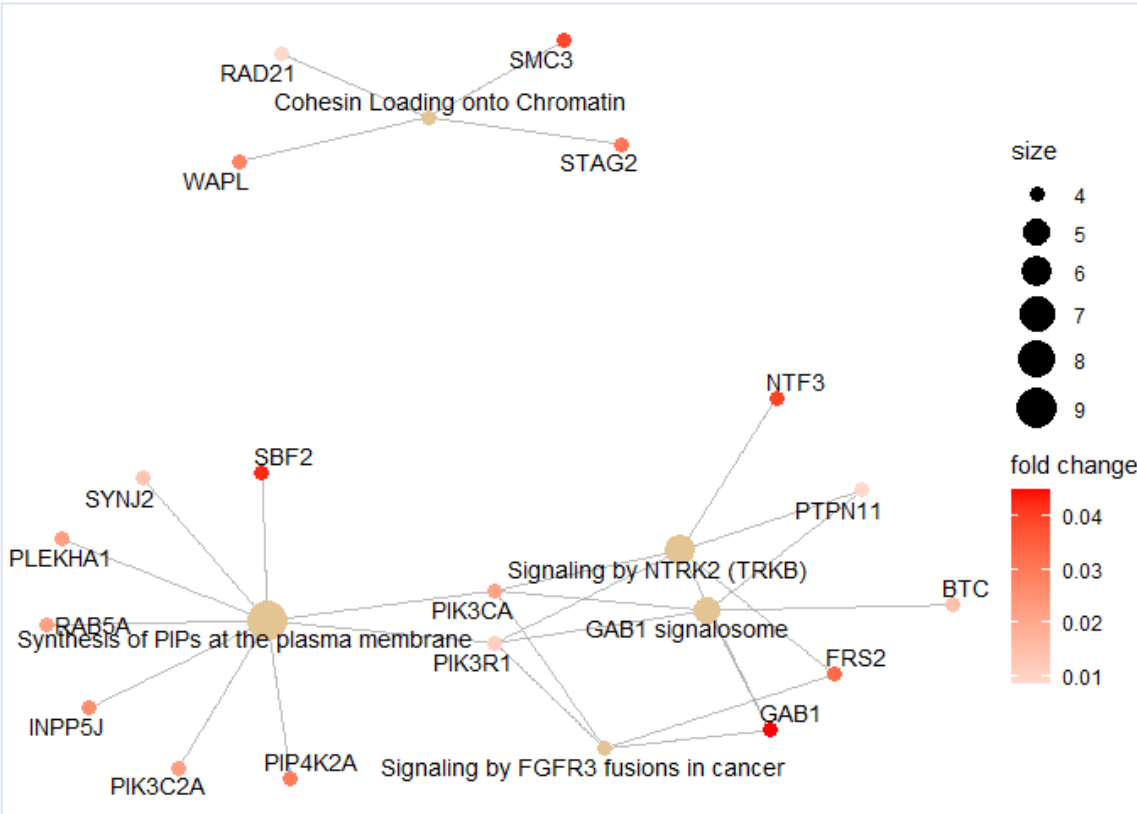 SMC3
RAD21
Cohesin Loading onto Chromatin
STAG2
WAPL
size
4
5
6
7
8
9
NTF3
SBF2
fold change
SYNJ2
PTPN11
0.04
PLEKHA1
Signaling by NTRK2 (TRKB)
0.03
BTC
PIK3CA
RAB5A
GAB1 signalosome
0.02
Synthesis of PIPs at the plasma membrane
PIK3R1
FRS2
0.01
GAB1
INPP5J
PIP4K2A
Signaling by FGFR3 fusions in cancer
PIK3C2A